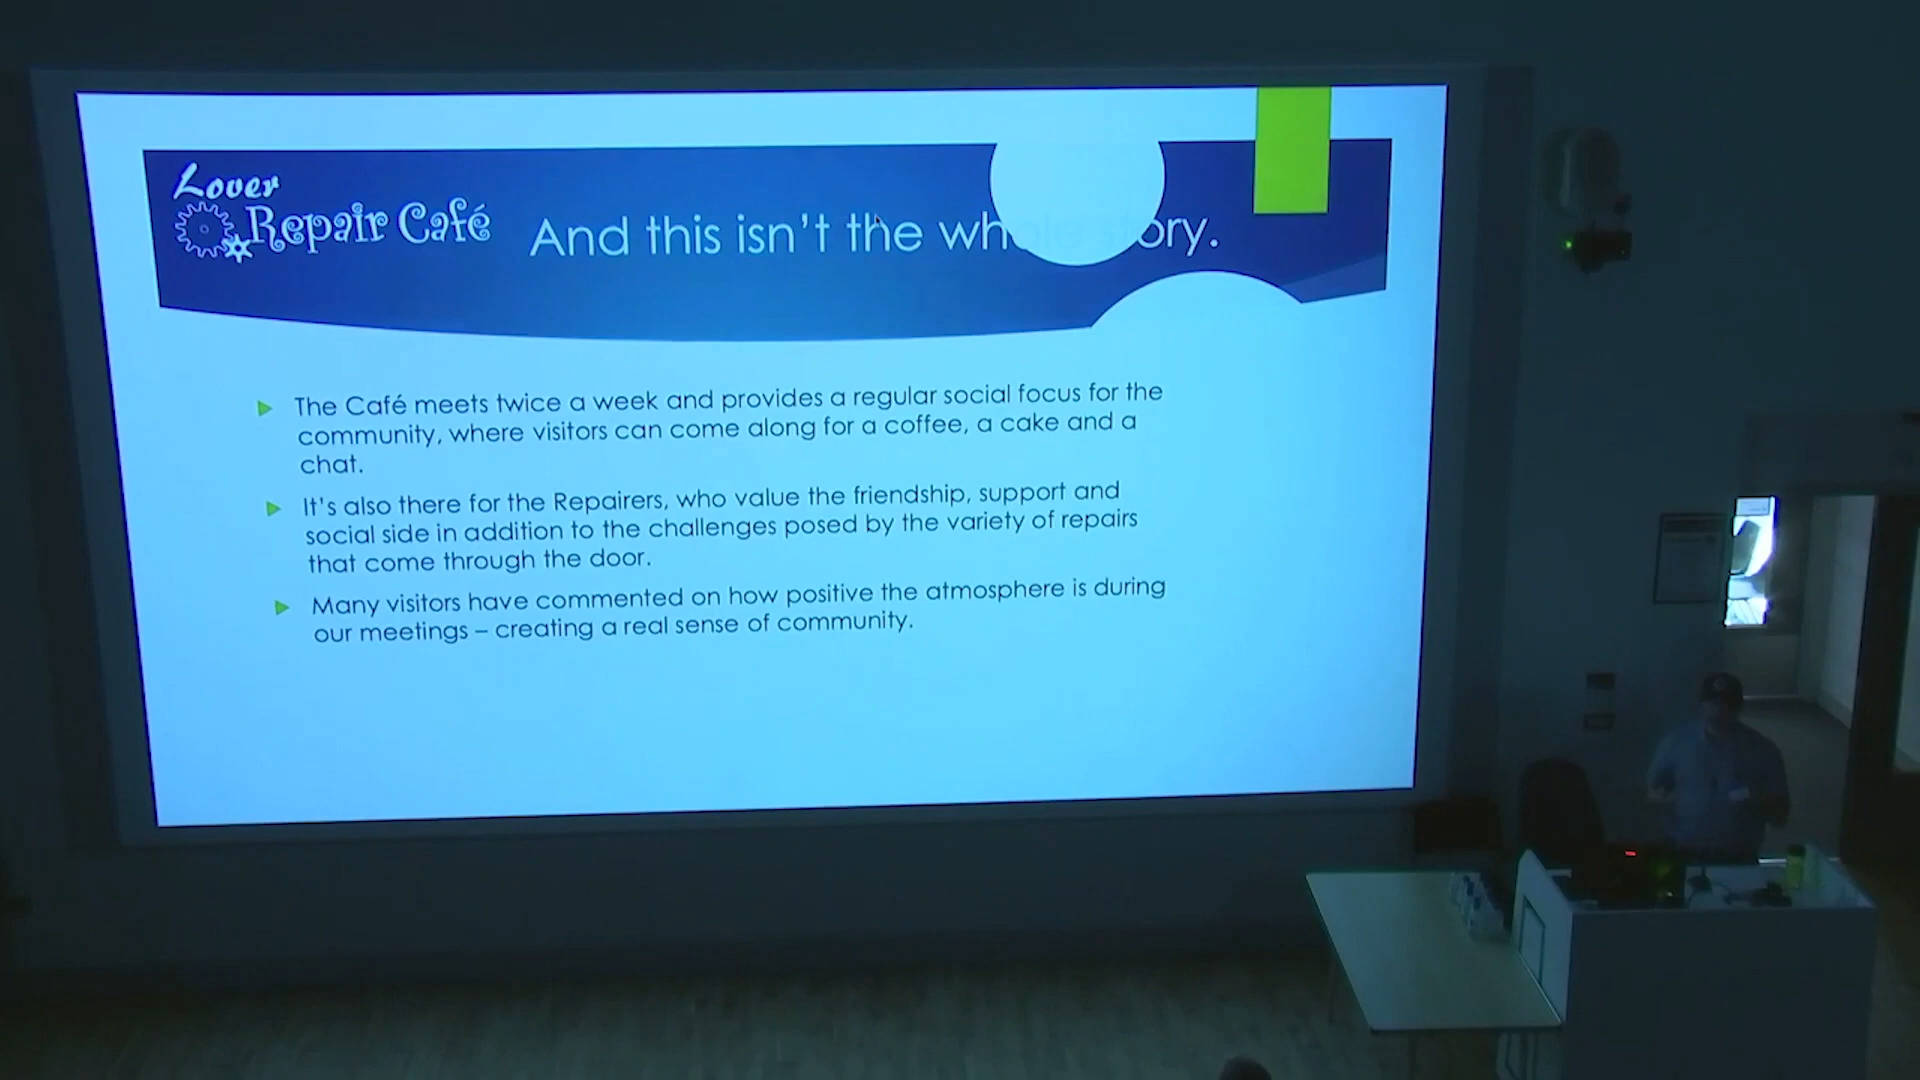 Lover
Repair Café
And this isn't the whole story.
The Café meets twice a week and provides a regular social focus for the
community, where visitors can come along for a coffee, a cake and a
chat.
It's also there for the Repairers, who value the friendship, support and
social side in addition to the challenges posed by the variety of repairs
that come through the door.
Many visitors have commented on how positive the atmosphere is during
our meetings – creating a real sense of community.